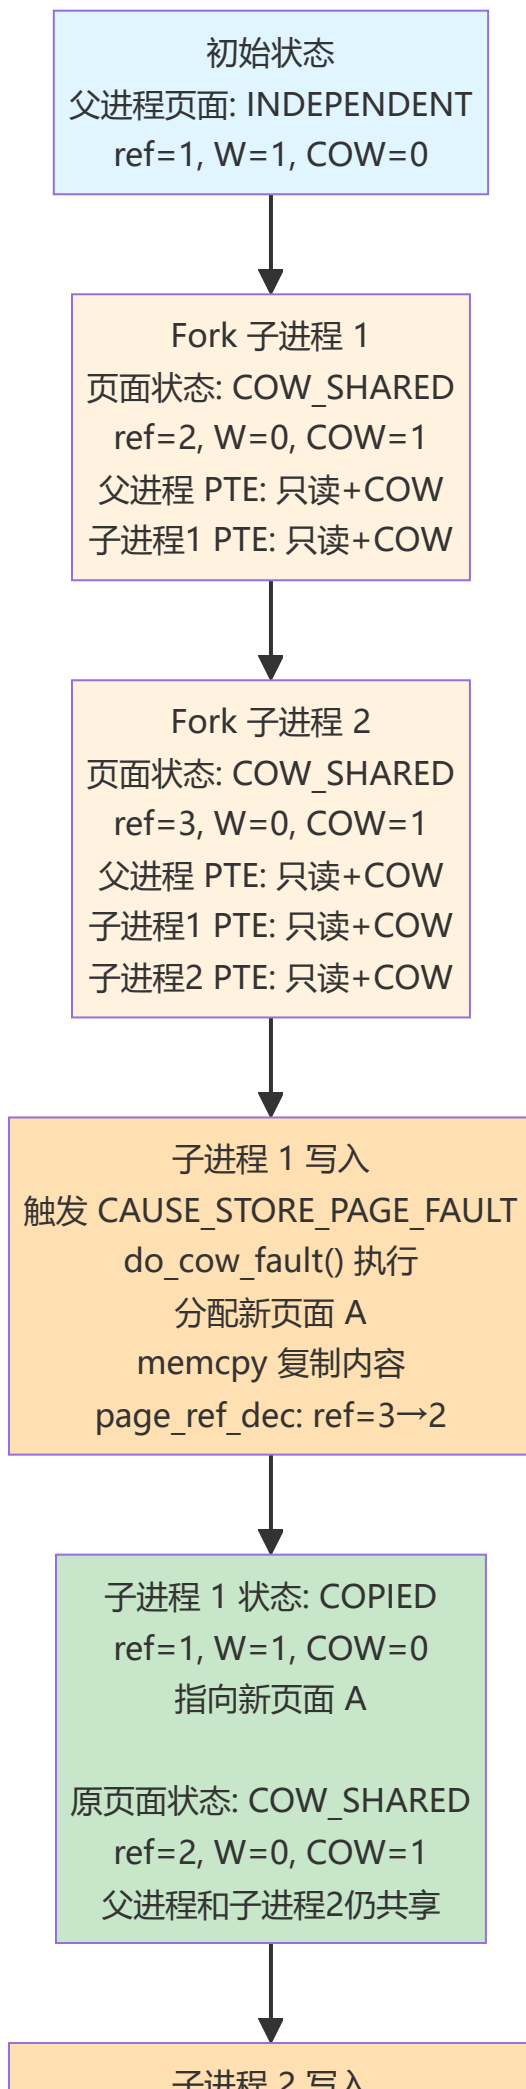 初始状态
父进程页面: INDEPENDENT
ref=1, W=1, COW=0
Fork 子进程 1
页面状态: COW_SHARED
ref=2, W=0, COW=1
父进程 PTE: 只读+COW
子进程1 PTE: 只读+COW
Fork 子进程 2
页面状态: COW_SHARED
ref=3, W=0, COW=1
父进程 PTE: 只读+COW
子进程1 PTE: 只读+COW
子进程2 PTE: 只读+COW
子进程 1 写入
触发 CAUSE_STORE_PAGE_FAULT
do_cow_fault() 执行
分配新页面 A
memcpy 复制内容
page_ref_dec: ref=3→2
子进程 1 状态: COPIED
ref=1, W=1, COW=0
指向新页面 A
原页面状态: COW_SHARED
ref=2, W=0, COW=1
父进程和子进程2仍共享
子进程 2 写入